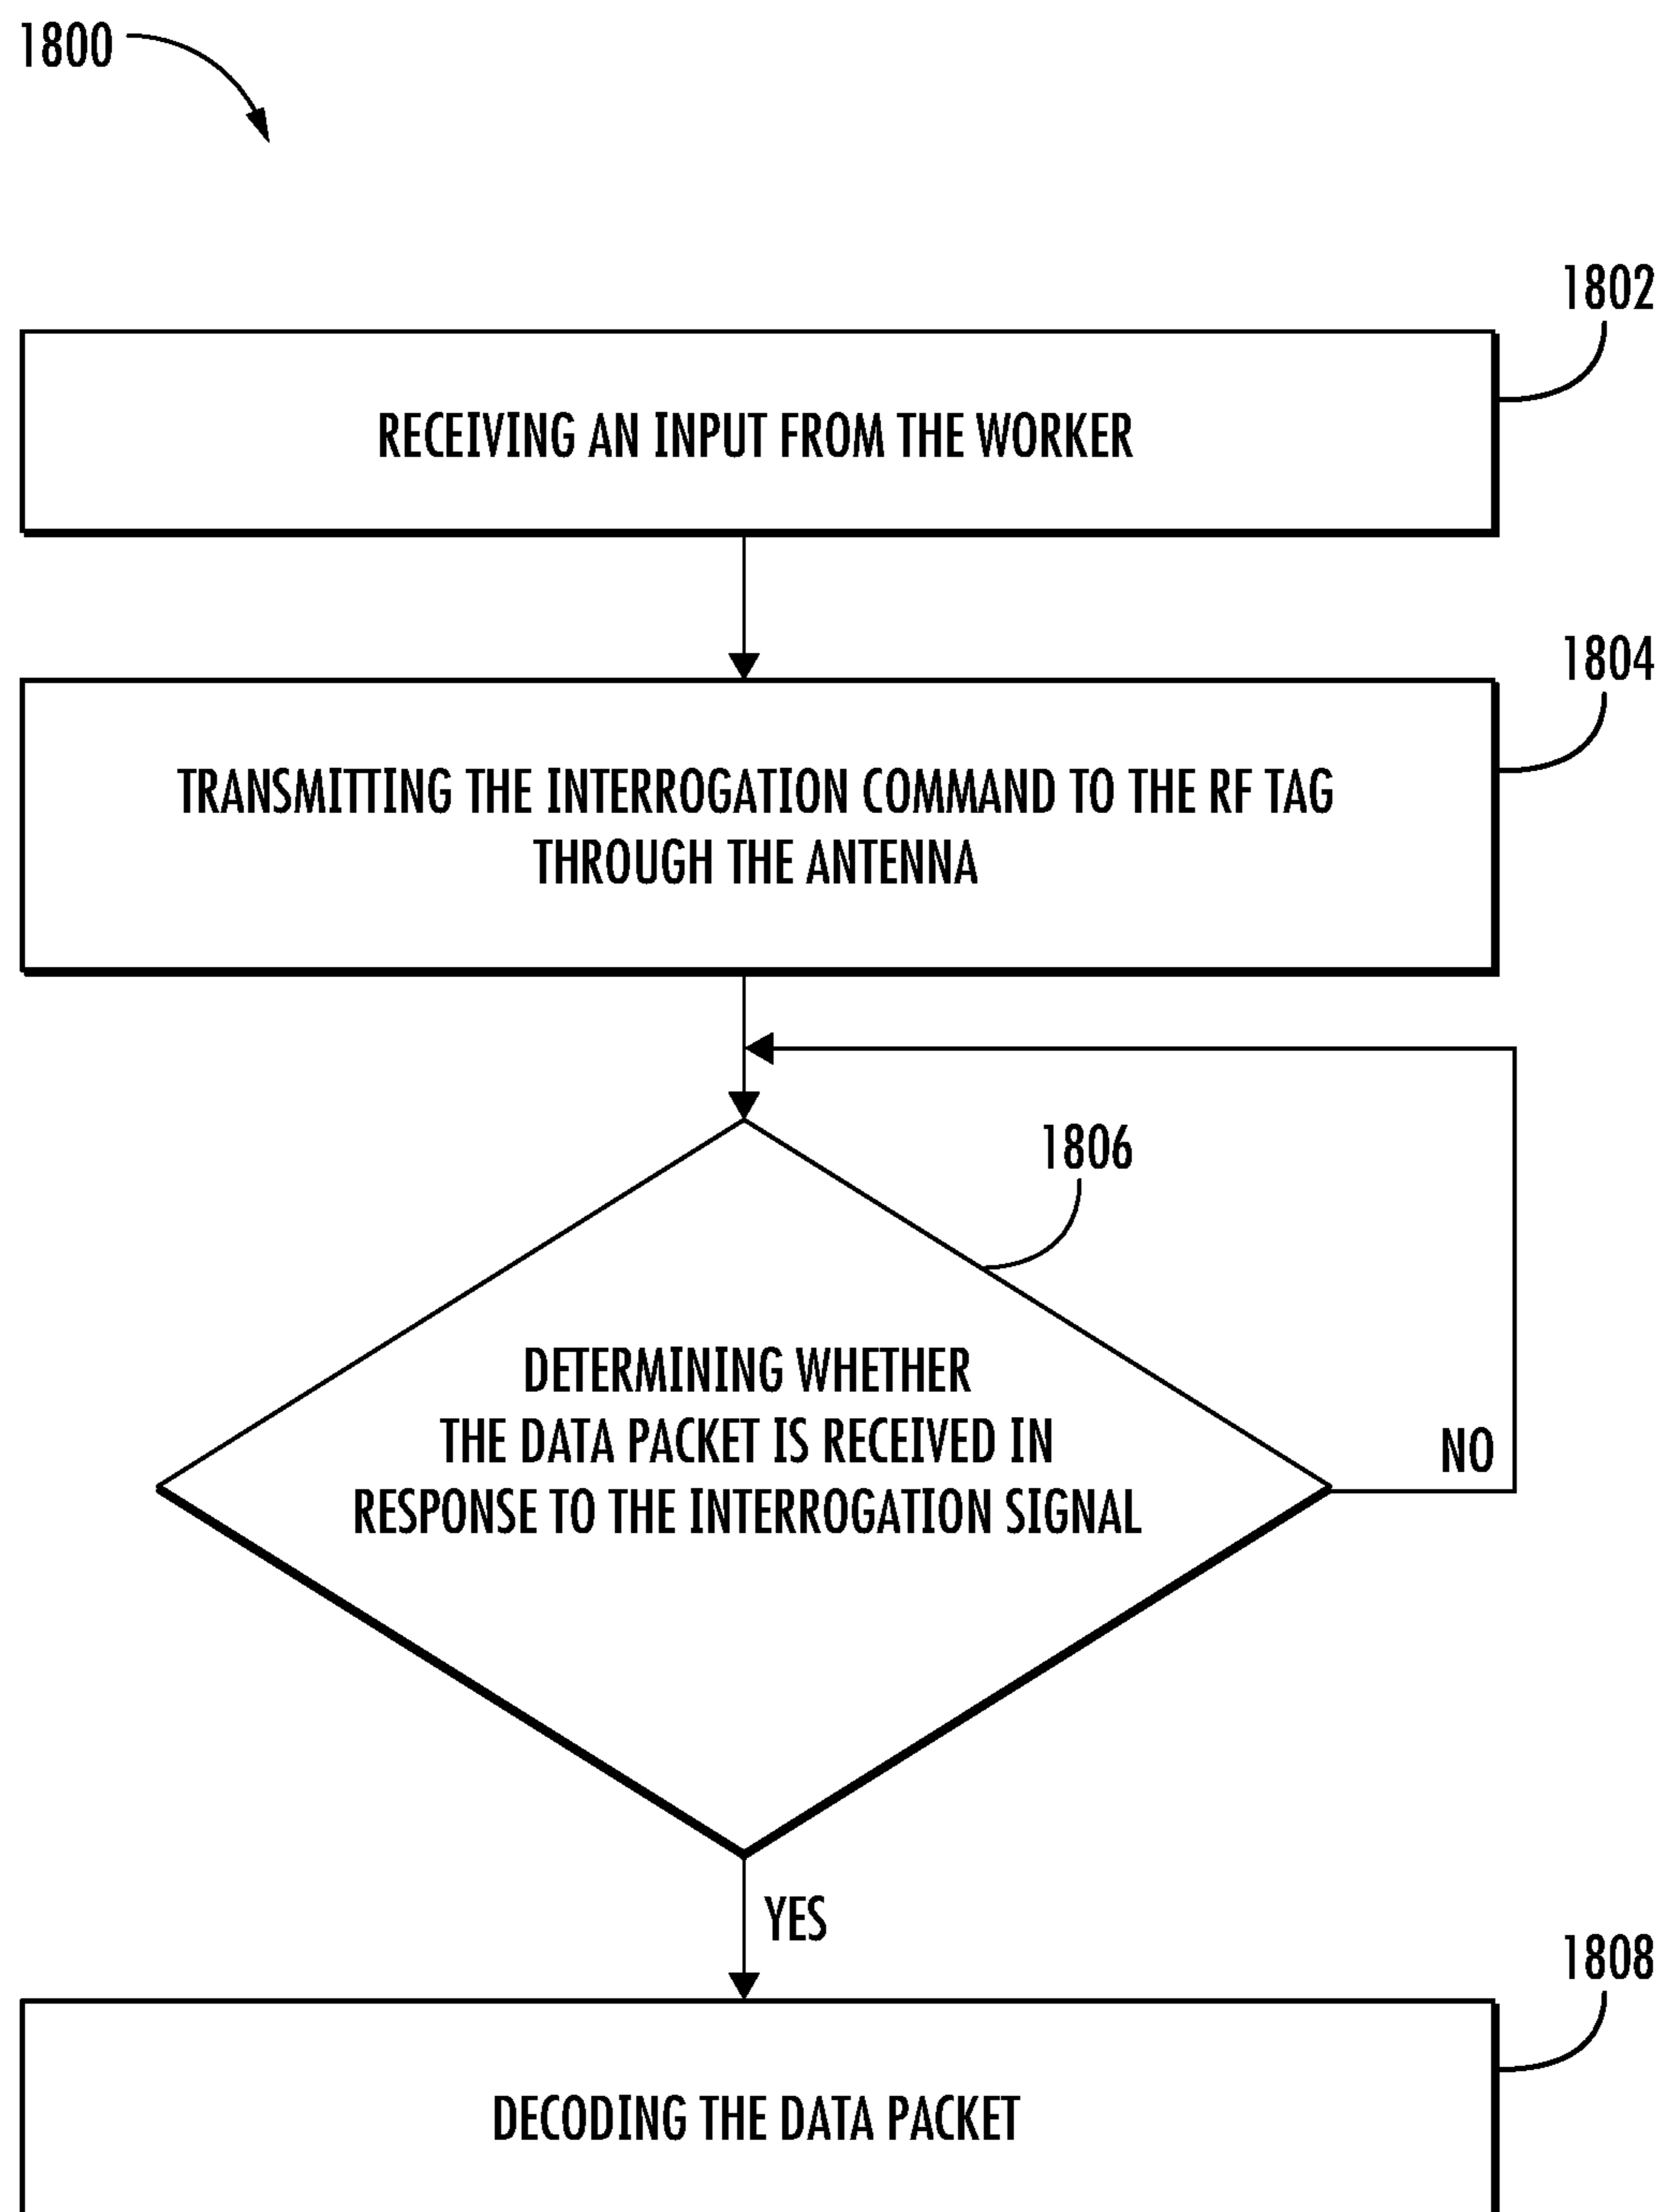 1800
1802
RECEIVING AN INPUT FROM THE WORKER
1804
TRANSMITTING THE INTERROGATION COMMAND TO THE RF TAG
THROUGH THE ANTENNA
1806
DETERMINING WHETHER
THE DATA PACKET IS RECEIVED IN
RESPONSE TO THE INTERROGATION SIGNAL
NO
YES
1808
DECODING THE DATA PACKET